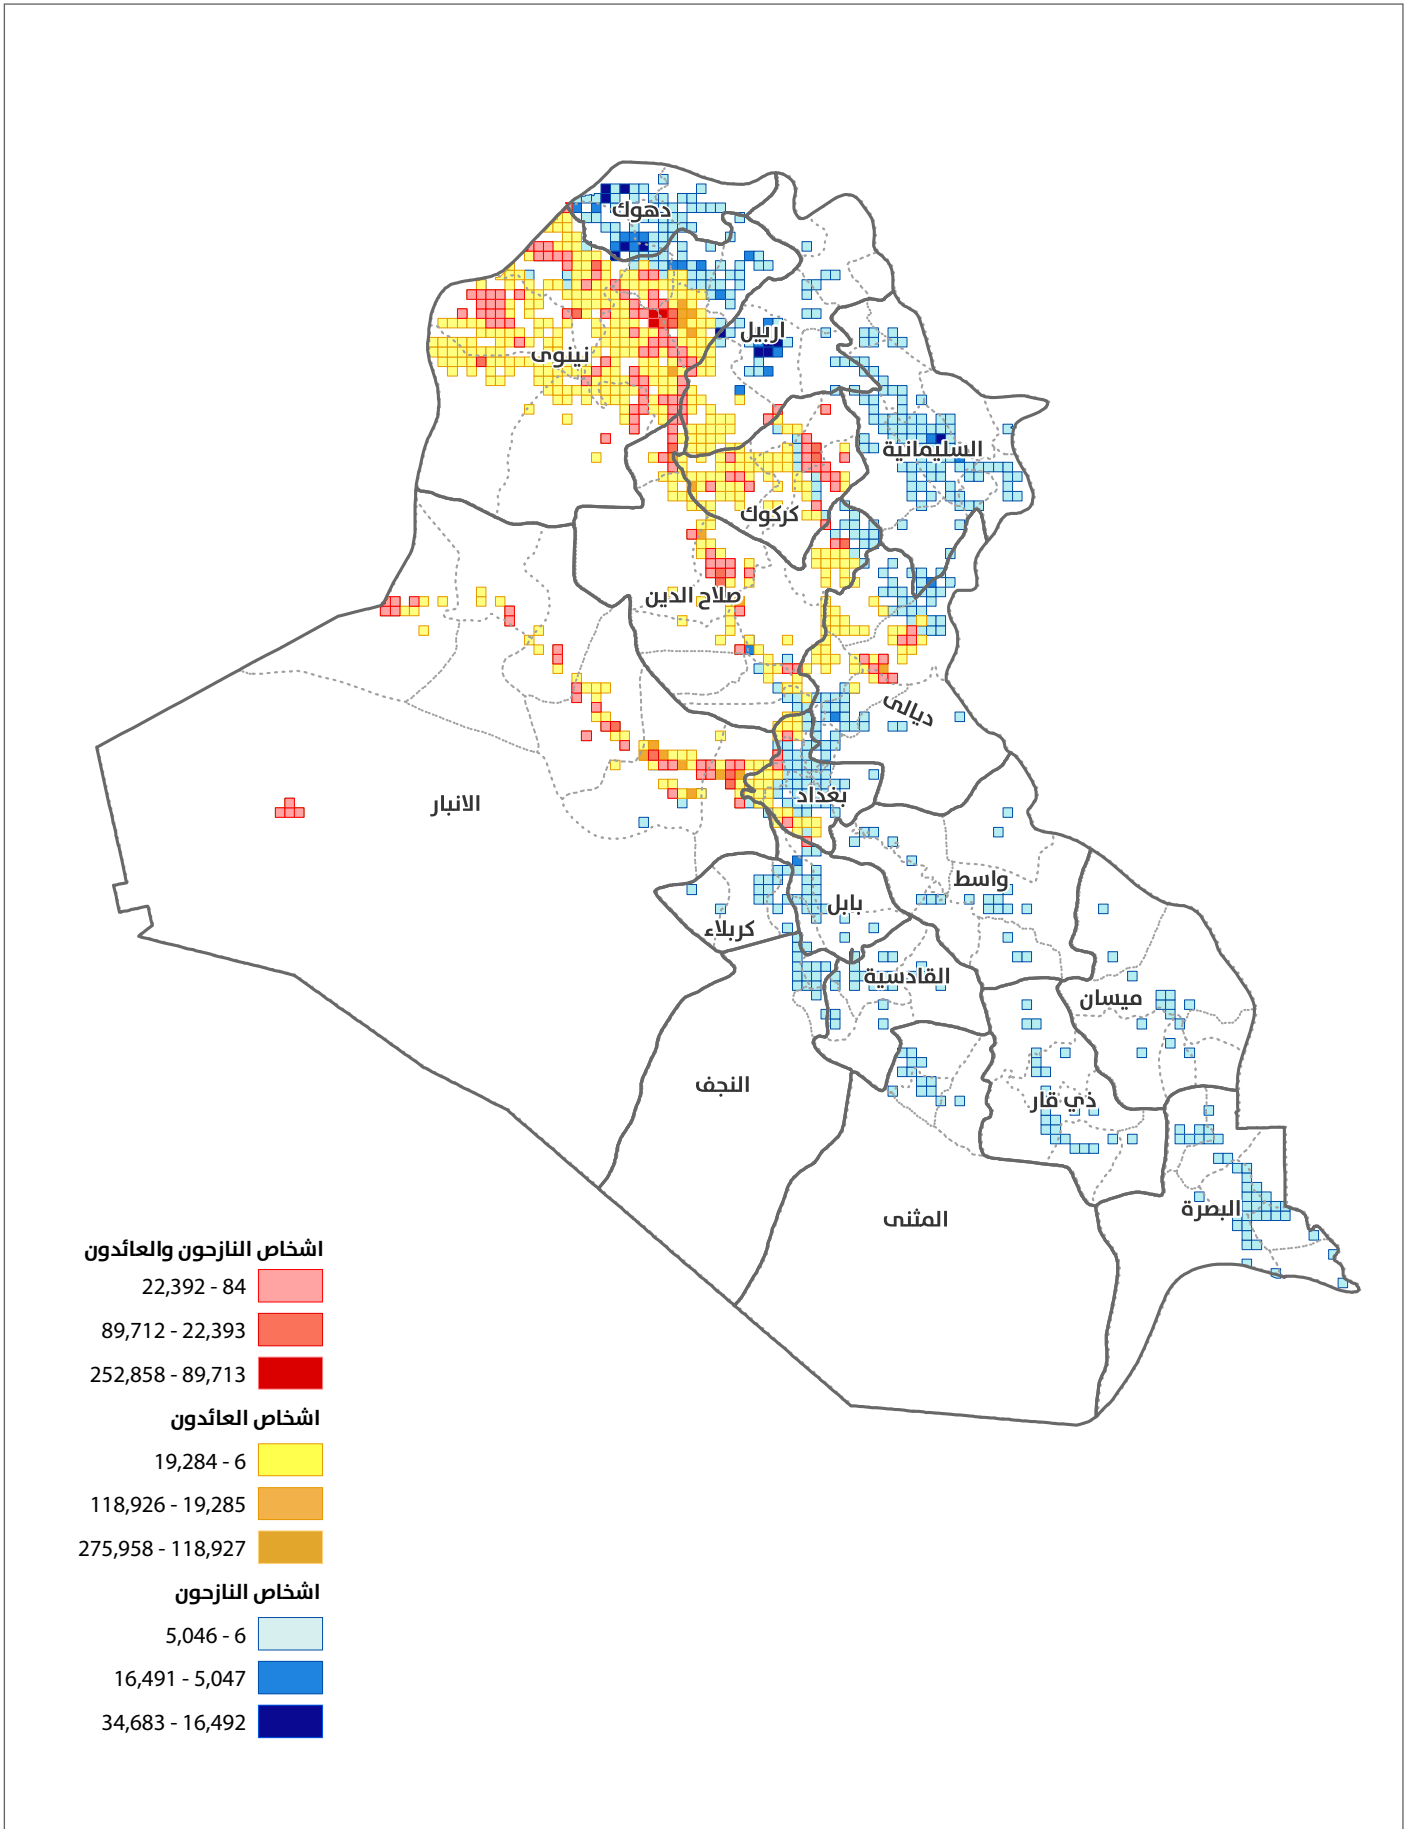 دهوك
اربيل
نينوى
السليمانية
كركوك
صلاح الدين
ديالى
الانبار
بغداد
واسط
بابل
كربلاء
القادسية
ميسان
النجف
ذي قار
البصرة
المثنى
اشخاص النازحون والعائدون
22,392 - 84
89,712 - 22,393
252,858 - 89,713
اشخاص العائدون
19,284 - 6
118,926 - 19,285
275,958 - 118,927
اشخاص النازحون
5,046 - 6
16,491 - 5,047
34,683 - 16,492